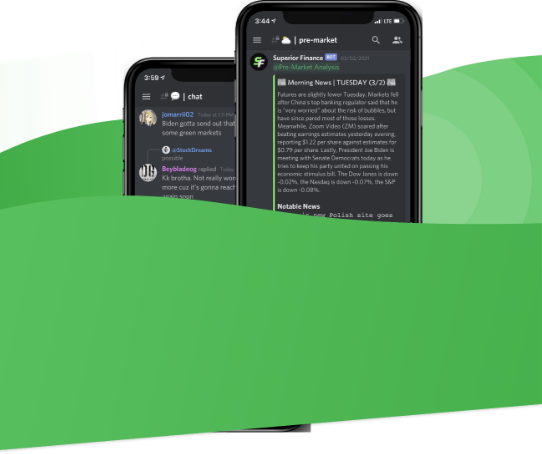 3:44
LTE
| pre-market
Superior Finance BOT 03/02/2021
@Pre-Market Analysis
Morning News | TUESDAY (3/2)
Futures are slightly lower Tuesday. Markets fell
after China's top banking regulator said that he
is "very worried" about the risk of bubbles, but
have since pared most of those losses.
Meanwhile, Zoom Video (ZM) soared after
beating earnings estimates yesterday evening,
reporting $1.22 per share against estimates for
$0.79 per share. Lastly, President Joe Biden is
meeting with Senate Democrats today as he
tries to keep his party united on passing his
economic stimulus bill. The Dow Jones is down
-0.02%, the Nasdaq is down -0.07%, the S&P
is down -0.08%.
Notable News
new Polish site goes
3:59
| chat
jomarri02 Today at
Biden gotta send out that
some green markets
@StockDreams
possible
Beybladeog replied Today
Kk brotha. Not really wan
more cuz it's gonna reach
again soon